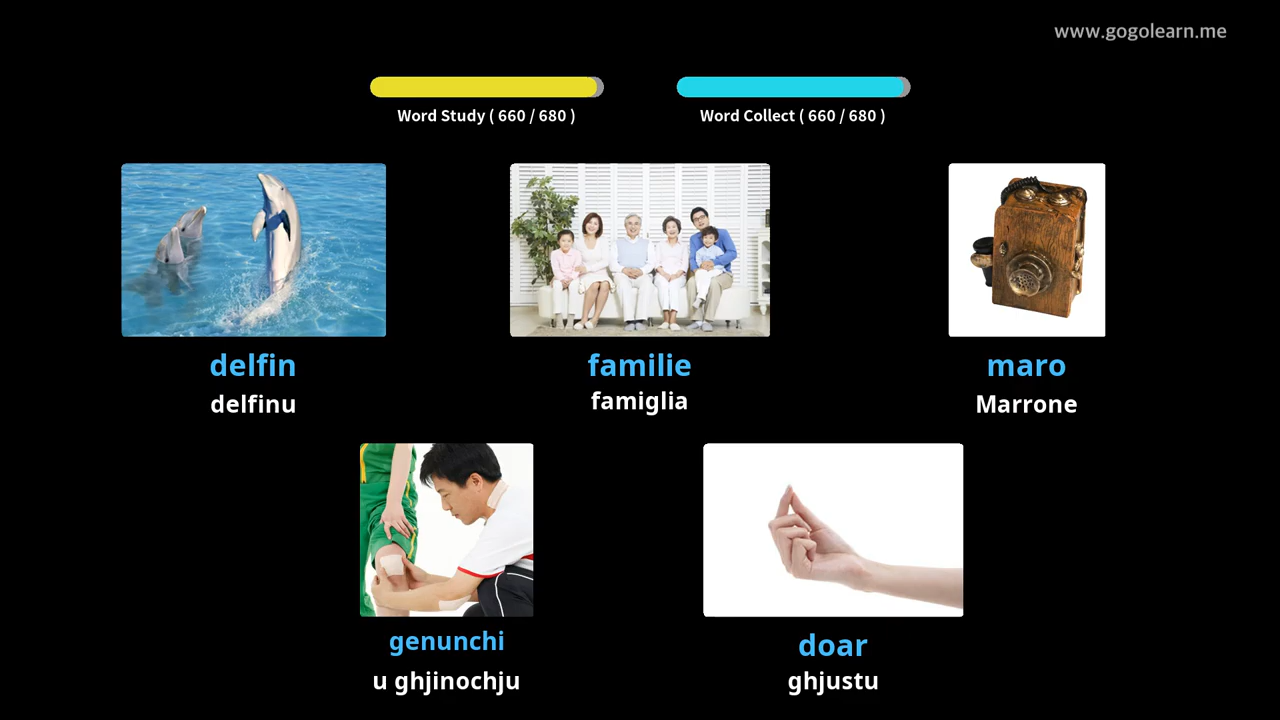 www.gogolearn.me
Word Study ( 660 / 680 )
Word Collect ( 660 / 680 )
delfin
delfinu
familie
famiglia
maro
Marrone
genunchi
u ghjinochju
doar
ghjustu